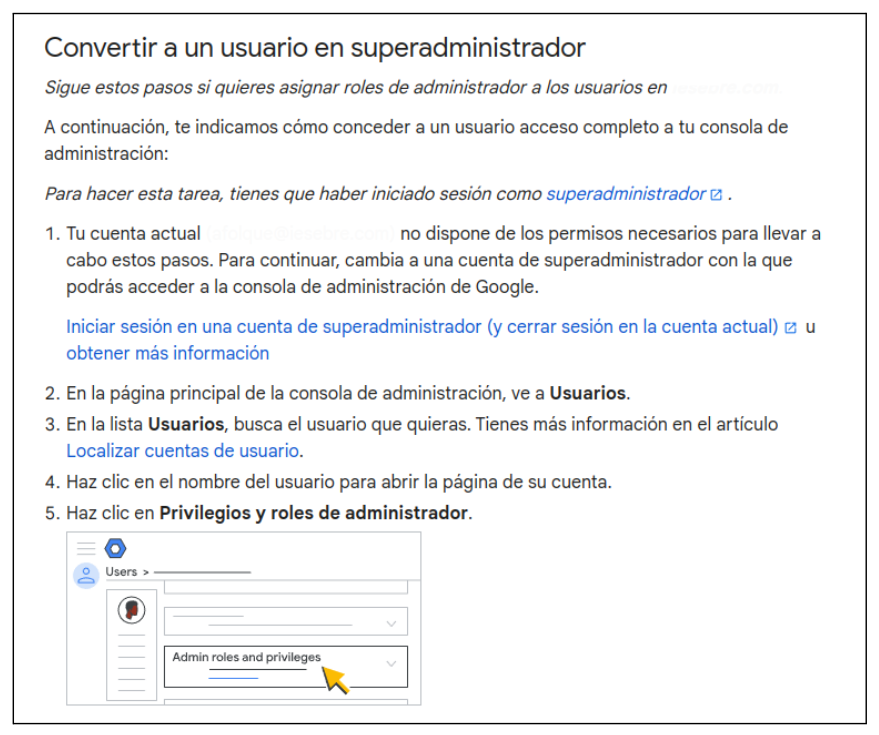 Convertir a un usuario en superadministrador
Sigue estos pasos si quieres asignar roles de administrador a los usuarios en
A continuación, te indicamos cómo conceder a un usuario acceso completo a tu consola de
administración:
Para hacer esta tarea, tienes que haber iniciado sesión como superadministrador .
1. Tu cuenta actual no dispone de los permisos necesarios para llevar a
cabo estos pasos. Para continuar, cambia a una cuenta de superadministrador con la que
podrás acceder a la consola de administración de Google.
Iniciar sesión en una cuenta de superadministrador (y cerrar sesión en la cuenta actual) u
obtener más información
2. En la página principal de la consola de administración, ve a Usuarios.
3. En la lista Usuarios, busca el usuario que quieras. Tienes más información en el artículo
Localizar cuentas de usuario.
4. Haz clic en el nombre del usuario para abrir la página de su cuenta.
5. Haz clic en Privilegios y roles de administrador.
Users >
Admin roles and privileges